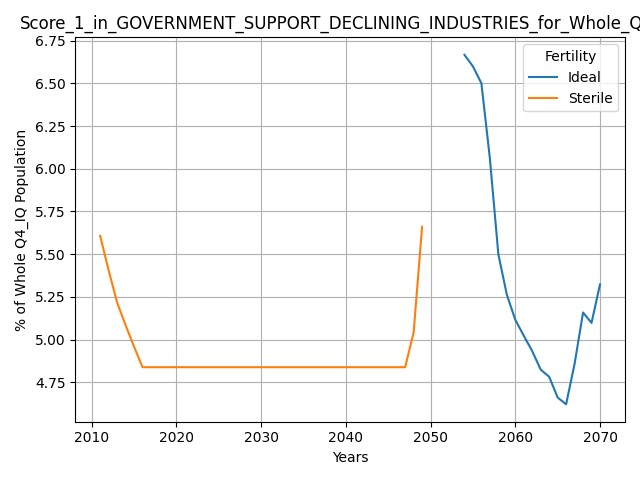 Score_1_in_GOVERNMENT_SUPPORT_DECLINING_INDUSTRIES_for_Whole_Q
6.75
6.50
6.25
6.00
5.75
5.50
5.25
5.00
4.75
% of Whole Q4_IQ Population
Fertility
Ideal
Sterile
2010 2020 2030 2040 2050 2060 2070
Years